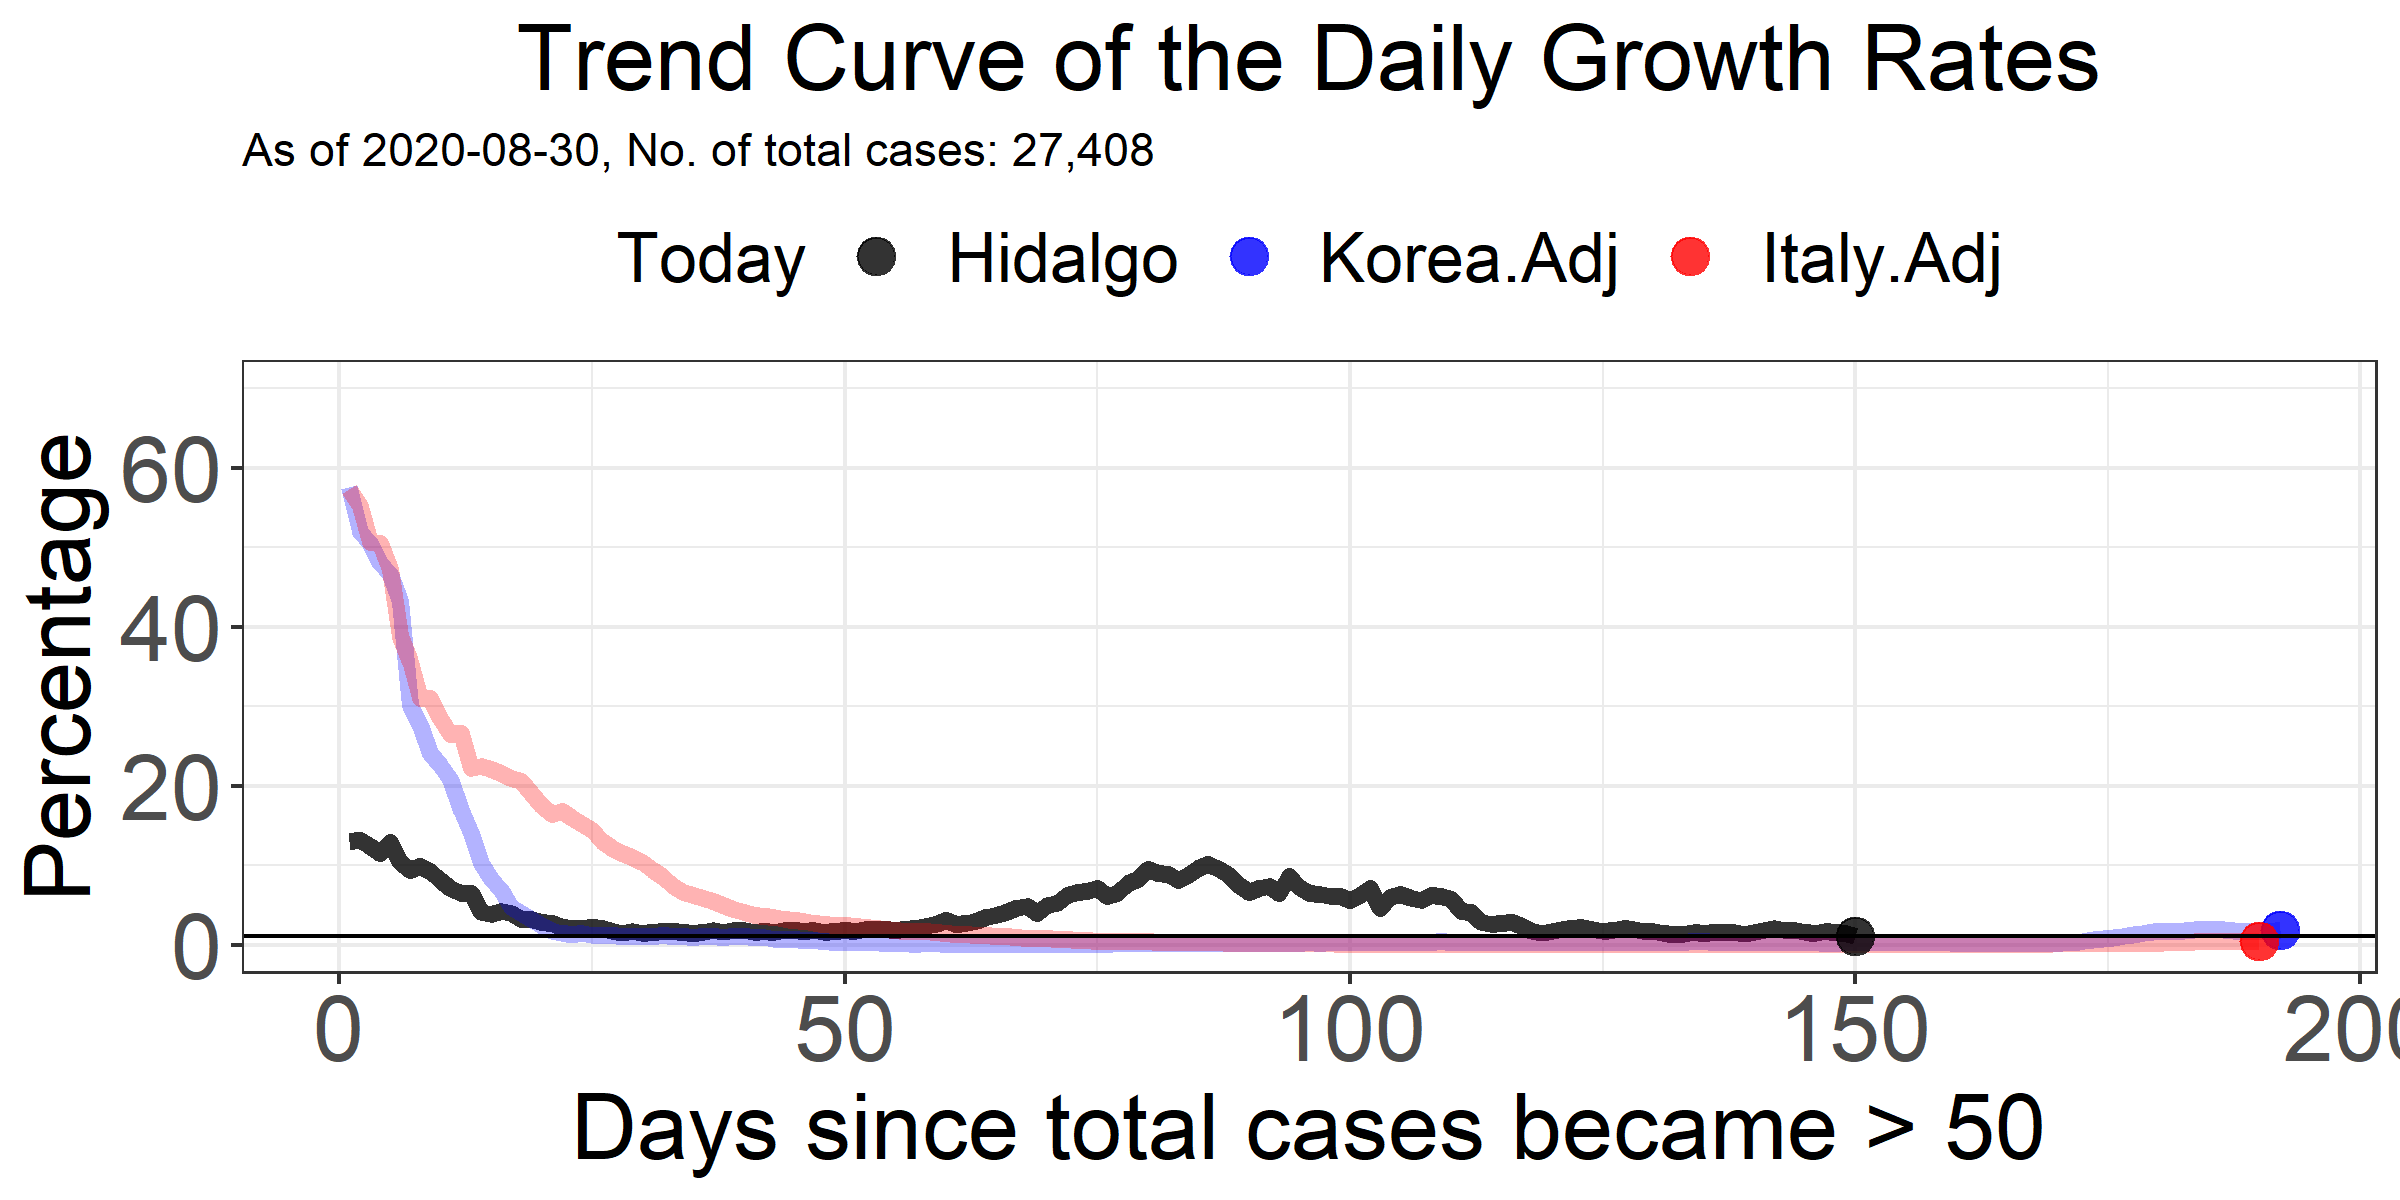 Trend Curve of the Daily Growth Rates
As of 2020-08-30, No. of total cases: 27,408
Today Hidalgo Korea.Adj Italy.Adj
Percentage
60
40
20
0
0 50 100 150 200
Days since total cases became > 50